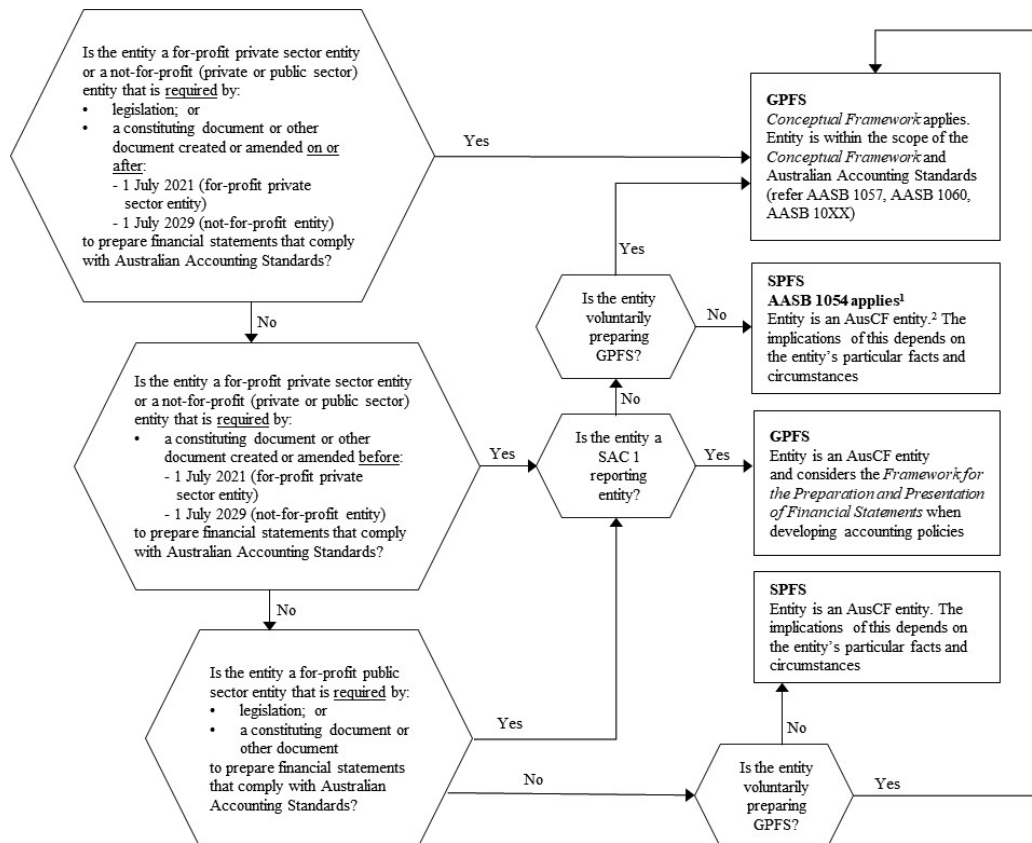 Is the entity a for-profit private sector entity
or a not-for-profit (private or public sector)
entity that is required by:
• legislation; or
• a constituting document or other
document created or amended on or
after:
- 1 July 2021 (for-profit private
sector entity)
- 1 July 2029 (not-for-profit entity)
to prepare financial statements that comply
with Australian Accounting Standards?
Yes
GPFS
Conceptual Framework applies.
Entity is within the scope of the
Conceptual Framework and
Australian Accounting Standards
(refer AASB 1057, AASB 1060,
AASB 10XX)
No
Yes
Is the entity
voluntarily
preparing
GPFS?
No
SPFS
AASB 1054 applies¹
Entity is an AusCF entity.² The
implications of this depends on
the entity's particular facts and
circumstances
Is the entity a for-profit private sector entity
or a not-for-profit (private or public sector)
entity that is required by:
• a constituting document or other
document created or amended before:
- 1 July 2021 (for-profit private
sector entity)
- 1 July 2029 (not-for-profit entity)
to prepare financial statements that comply
with Australian Accounting Standards?
Yes
No
Is the entity a
SAC 1
reporting
entity?
Yes
GPFS
Entity is an AusCF entity
and considers the Framework for
the Preparation and Presentation
of Financial Statements when
developing accounting policies
No
SPFS
Entity is an AusCF entity. The
implications of this depends on
the entity's particular facts and
circumstances
Is the entity a for-profit public
sector entity that is required by:
• legislation; or
• a constituting document or
other document
to prepare financial statements
that comply with Australian
Accounting Standards?
Yes
No
No
Is the entity
voluntarily
preparing
GPFS?
Yes